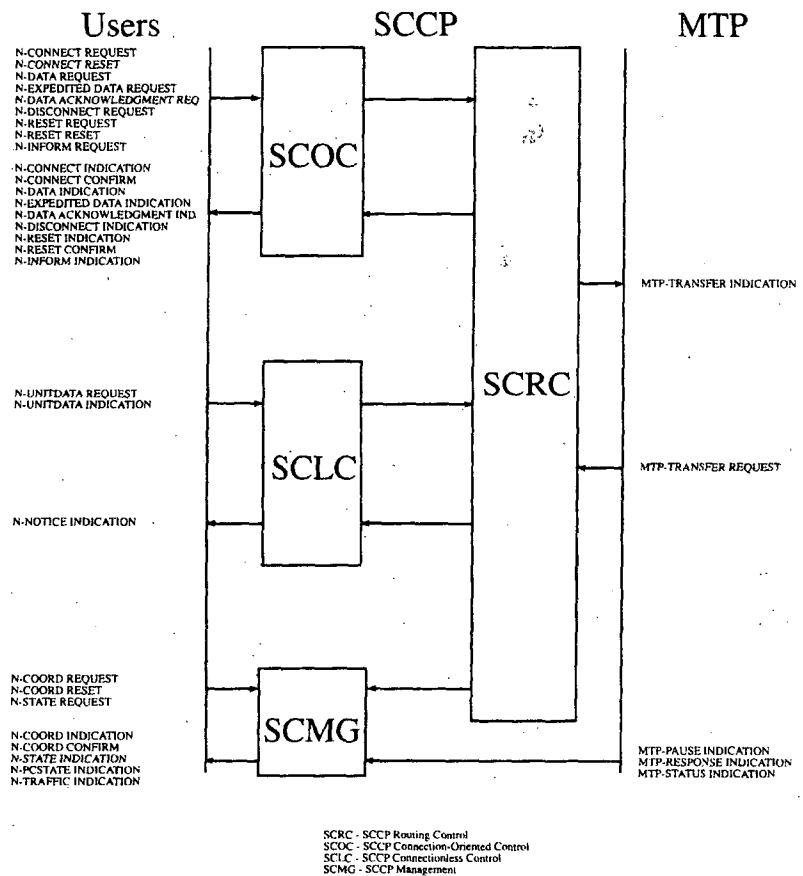 Users SCCP MTP
N-CONNECT REQUEST
N-CONNECT RESET
N-DATA REQUEST
N-EXPEDITED DATA REQUEST
N-DATA ACKNOWLEDGMENT REQ
N-DISCONNECT REQUEST
N-RESET REQUEST
N-RESET RESET
N-INFORM REQUEST
SCOC
N-CONNECT INDICATION
N-CONNECT CONFIRM
N-DATA INDICATION
N-EXPEDITED DATA INDICATION
N-DATA ACKNOWLEDGMENT IND.
N-DISCONNECT INDICATION
N-RESET INDICATION
N-RESET CONFIRM
N-INFORM INDICATION
MTP-TRANSFER INDICATION
SCRC
N-UNITDATA REQUEST
N-UNITDATA INDICATION
SCLC
MTP-TRANSFER REQUEST
N-NOTICE INDICATION
N-COORD REQUEST
N-COORD RESET
N-STATE REQUEST
SCMG
N-COORD INDICATION
N-COORD CONFIRM
N-STATE INDICATION
N-PCSTATE INDICATION
N-TRAFFIC INDICATION
MTP-PAUSE INDICATION
MTP-RESPONSE INDICATION
MTP-STATUS INDICATION
SCRC - SCCP Routing Control
SCOC - SCCP Connection-Oriented Control
SCLC - SCCP Connectionless Control
SCMG - SCCP Management